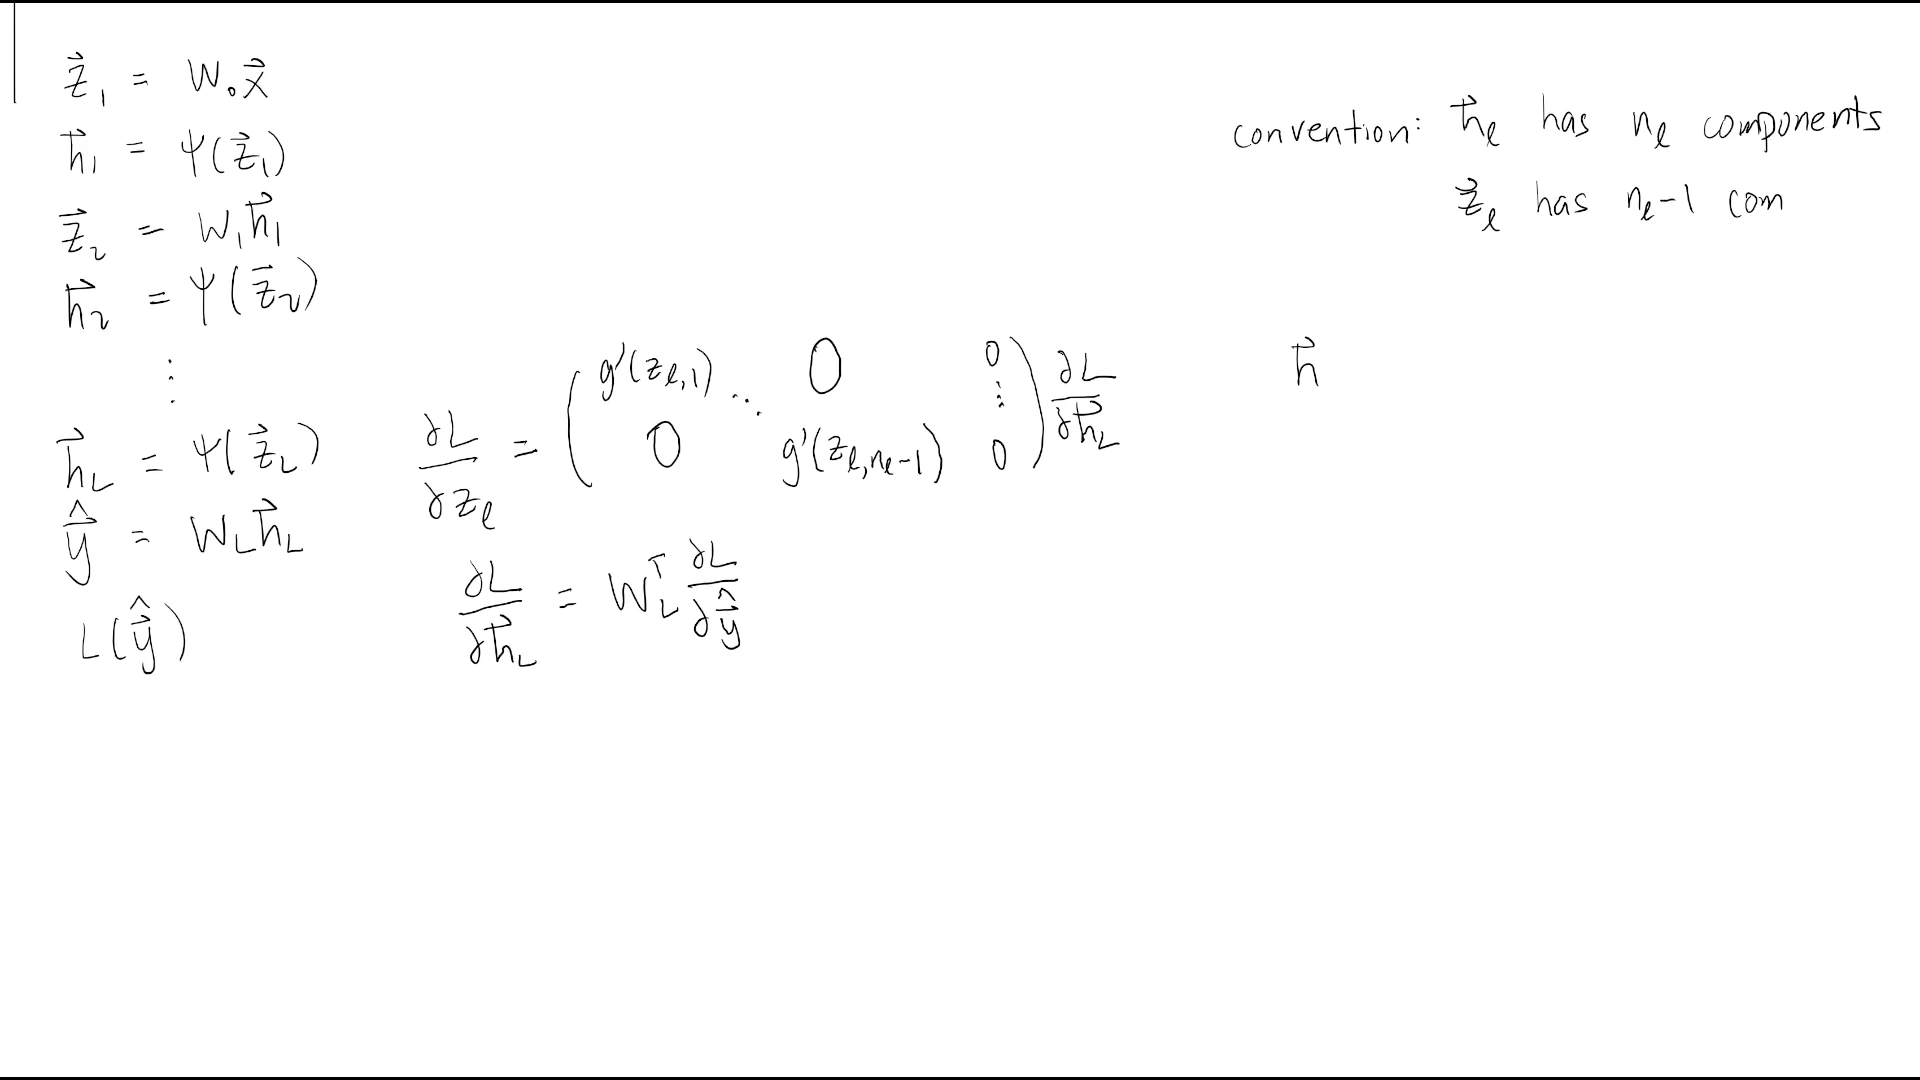 z⃗₁ = W₀x⃗
h⃗₁ = ψ(z⃗₁)
z⃗₂ = W₁h⃗₁
h⃗₂ = ψ(z⃗₂)
⋮
h⃗_L = ψ(z⃗_L)
ŷ⃗ = W_L h⃗_L
L(ŷ⃗)
∂L/∂z_ℓ = ( g'(z_ℓ,₁) ⋱ 0 0 ⋮ 0 g'(z_ℓ,n_ℓ-1) 0 ) ∂L/∂h⃗_L
∂L/∂h⃗_L = W_L^T ∂L/∂ŷ⃗
convention: h⃗_ℓ has n_ℓ components
z⃗_ℓ has n_ℓ-1 com
h⃗